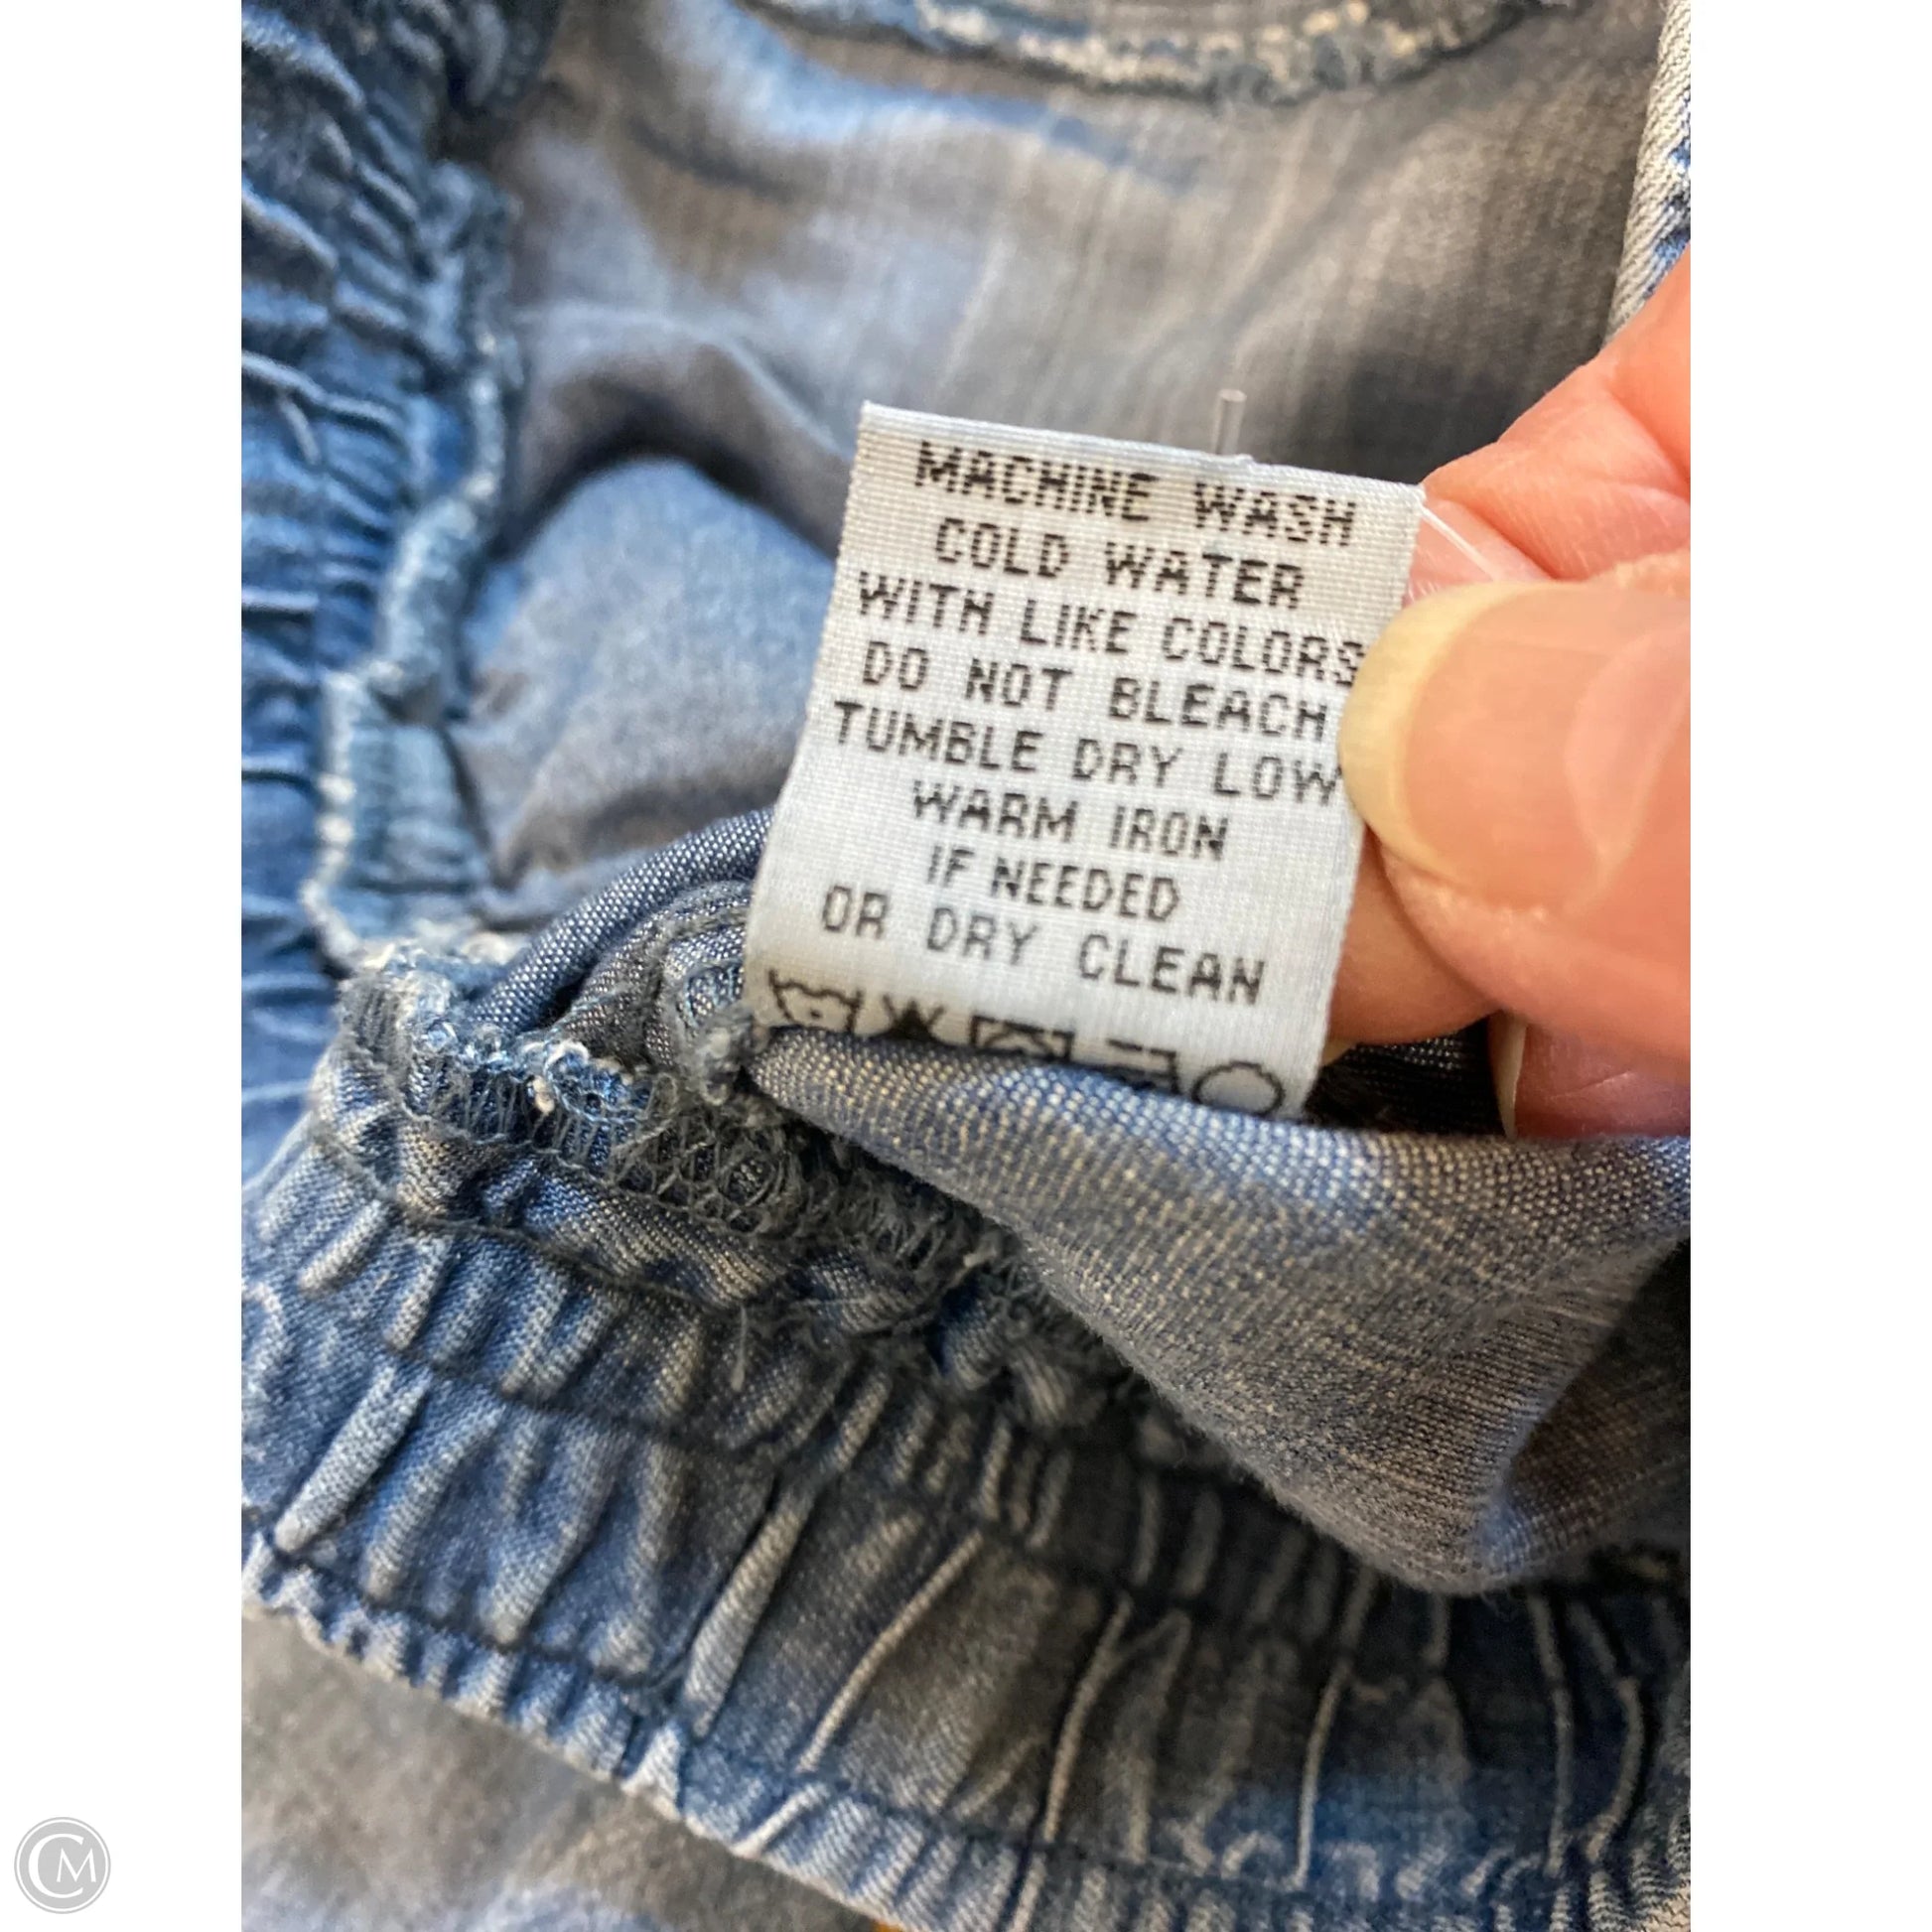 MACHINE WASH
COLD WATER
WITH LIKE COLORS
DO NOT BLEACH
TUMBLE DRY LOW
WARM IRON
IF NEEDED
OR DRY CLEAN
CM